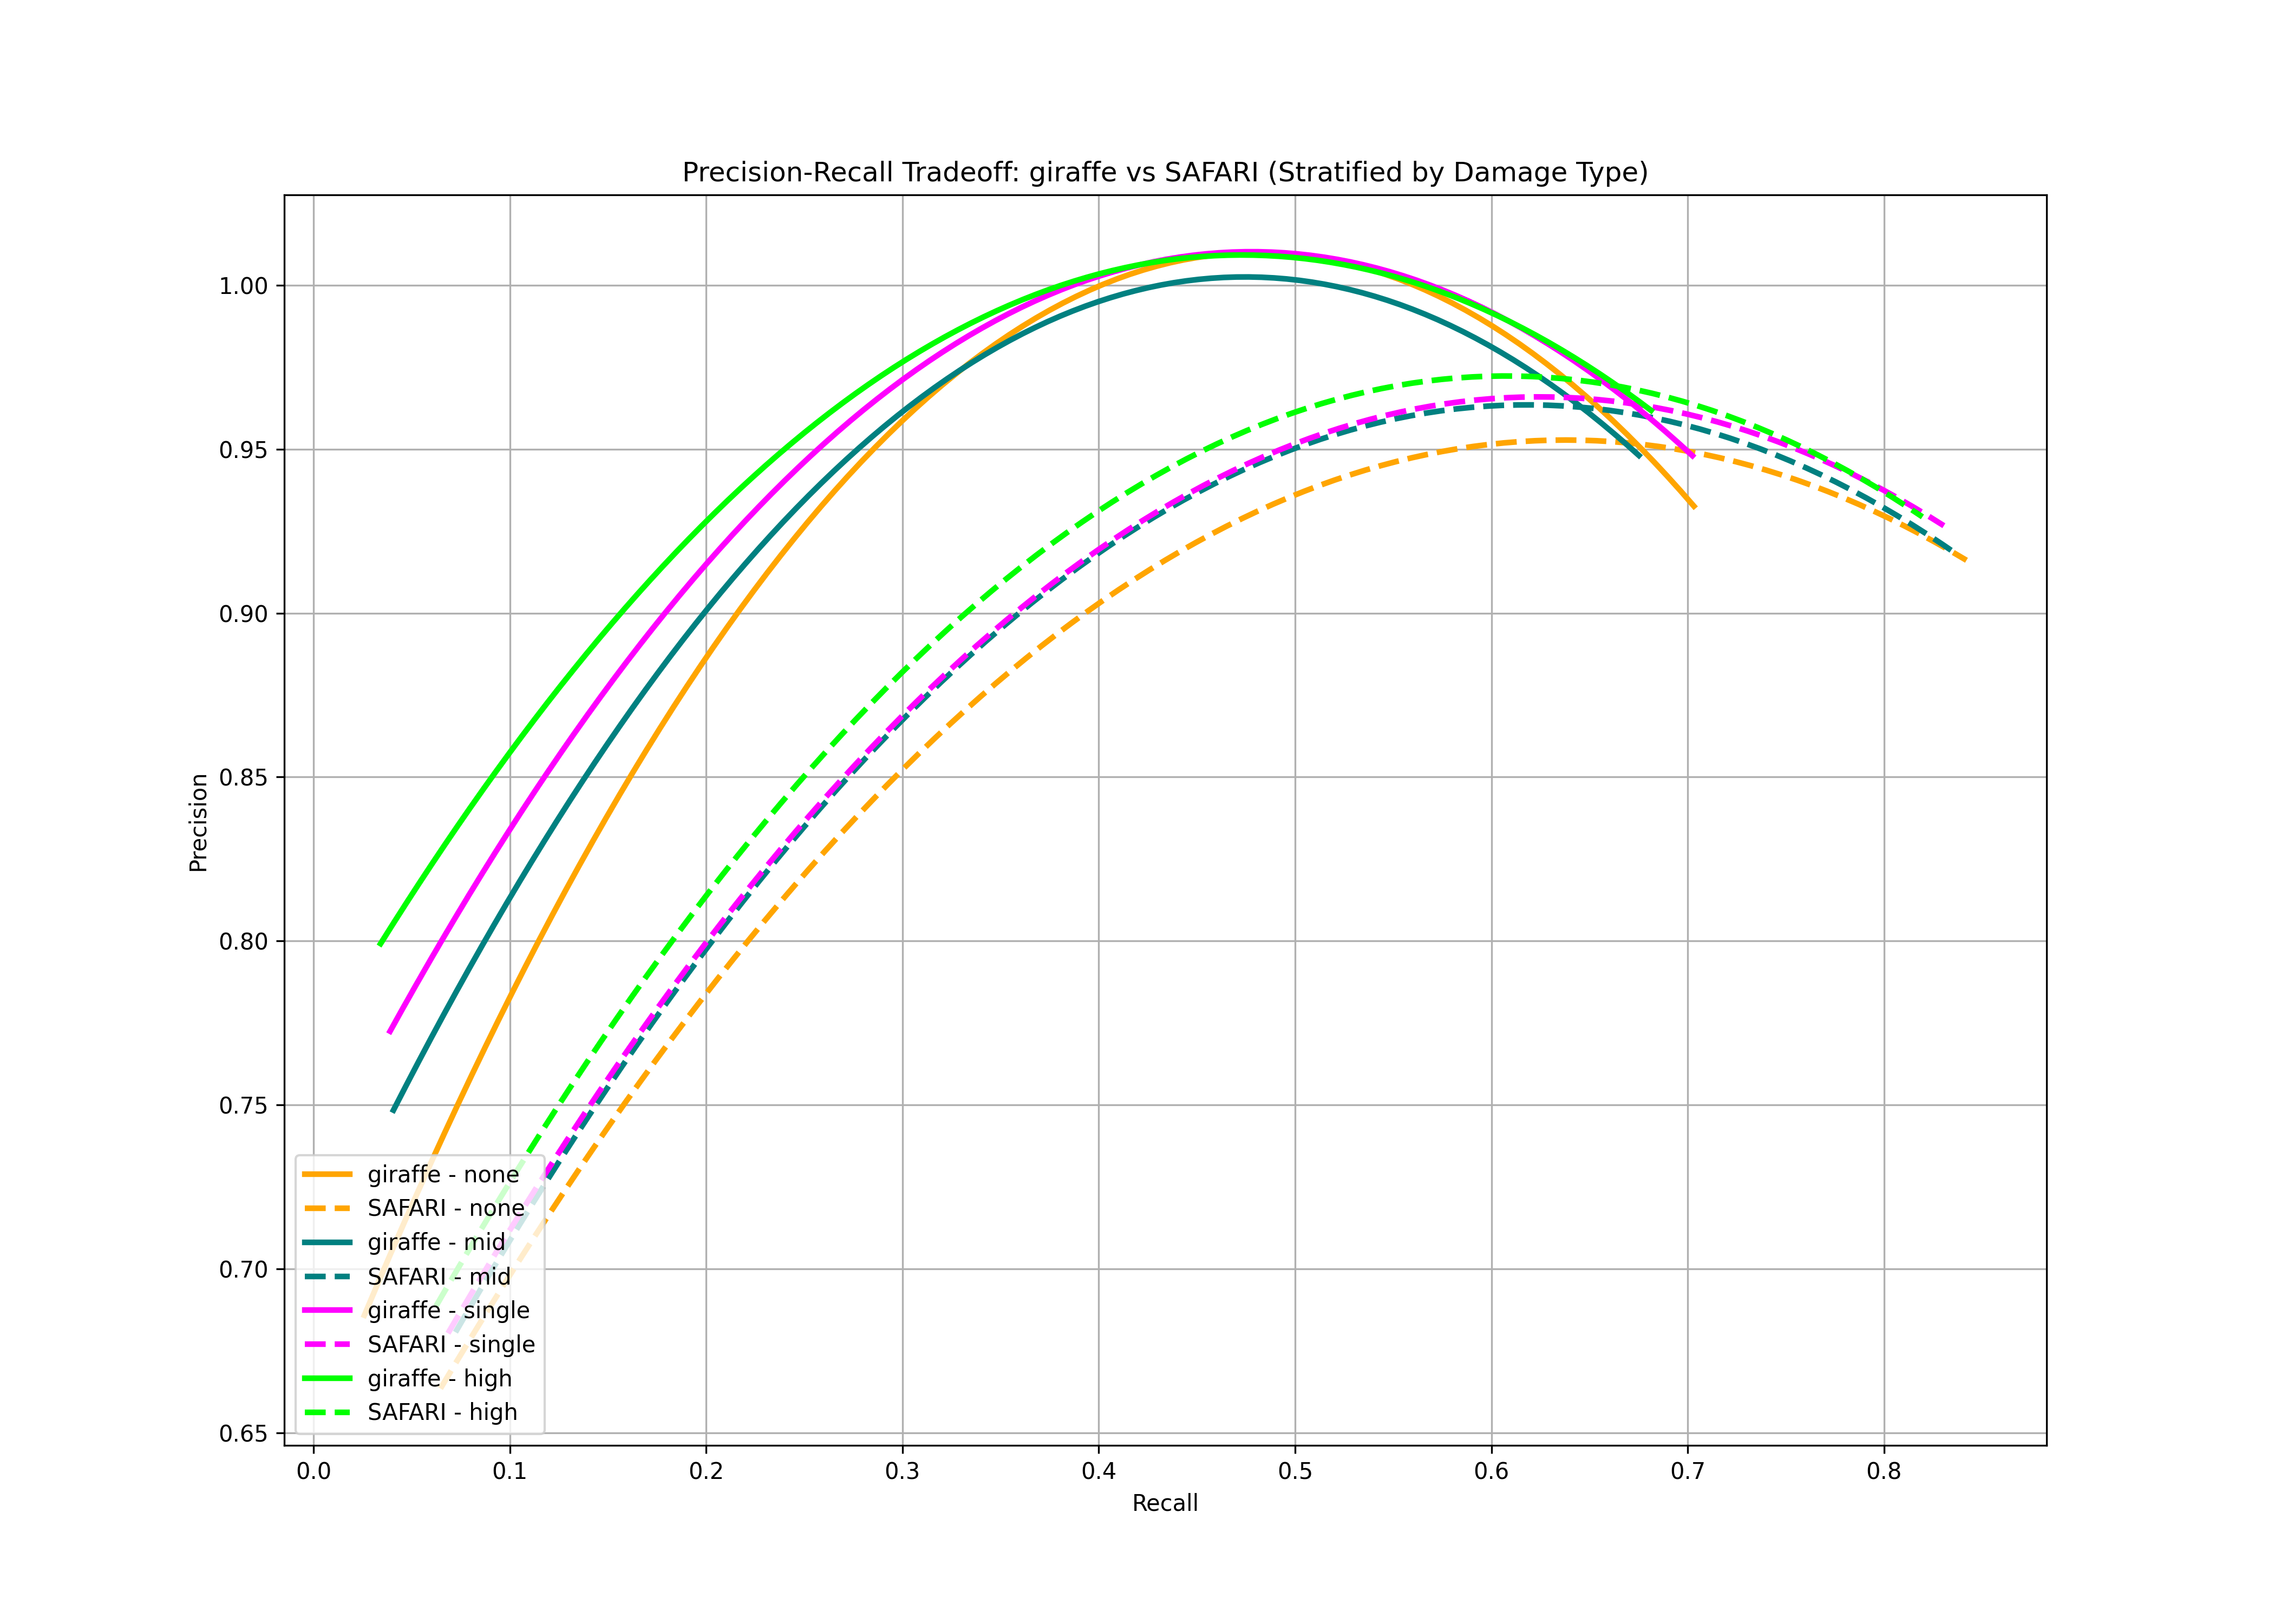 Precision-Recall Tradeoff: giraffe vs SAFARI (Stratified by Damage Type)
Precision
1.00
0.95
0.90
0.85
0.80
0.75
0.70
0.65
giraffe - none
SAFARI - none
giraffe - mid
SAFARI - mid
giraffe - single
SAFARI - single
giraffe - high
SAFARI - high
0.0 0.1 0.2 0.3 0.4 0.5 0.6 0.7 0.8
Recall